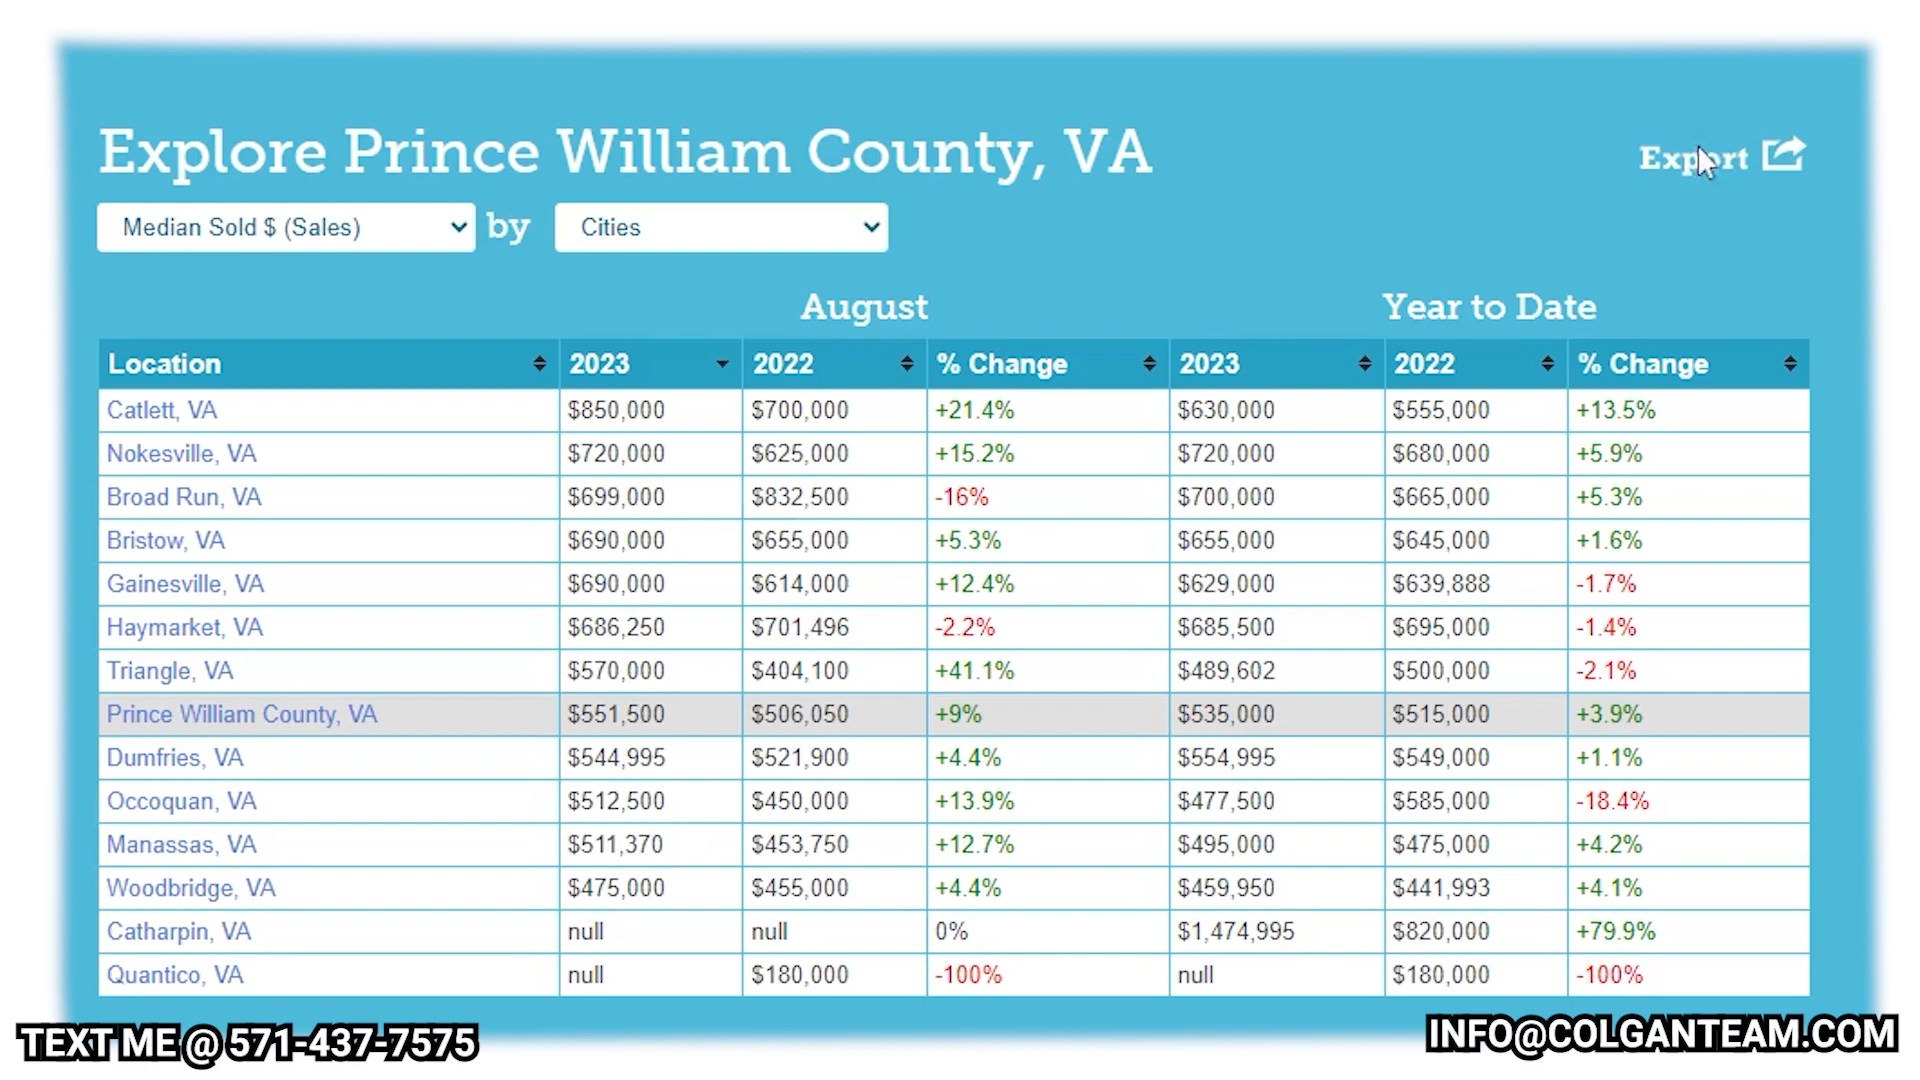 Explore Prince William County, VA
Export
Median Sold $ (Sales) by Cities
August Year to Date
Location 2023 2022 % Change 2023 2022 % Change
Catlett, VA $850,000 $700,000 +21.4% $630,000 $555,000 +13.5%
Nokesville, VA $720,000 $625,000 +15.2% $720,000 $680,000 +5.9%
Broad Run, VA $699,000 $832,500 -16% $700,000 $665,000 +5.3%
Bristow, VA $690,000 $655,000 +5.3% $655,000 $645,000 +1.6%
Gainesville, VA $690,000 $614,000 +12.4% $629,000 $639,888 -1.7%
Haymarket, VA $686,250 $701,496 -2.2% $685,500 $695,000 -1.4%
Triangle, VA $570,000 $404,100 +41.1% $489,602 $500,000 -2.1%
Prince William County, VA $551,500 $506,050 +9% $535,000 $515,000 +3.9%
Dumfries, VA $544,995 $521,900 +4.4% $554,995 $549,000 +1.1%
Occoquan, VA $512,500 $450,000 +13.9% $477,500 $585,000 -18.4%
Manassas, VA $511,370 $453,750 +12.7% $495,000 $475,000 +4.2%
Woodbridge, VA $475,000 $455,000 +4.4% $459,950 $441,993 +4.1%
Catharpin, VA null null 0% $1,474,995 $820,000 +79.9%
Quantico, VA null $180,000 -100% null $180,000 -100%
TEXT ME @ 571-437-7575
INFO@COLGANTEAM.COM